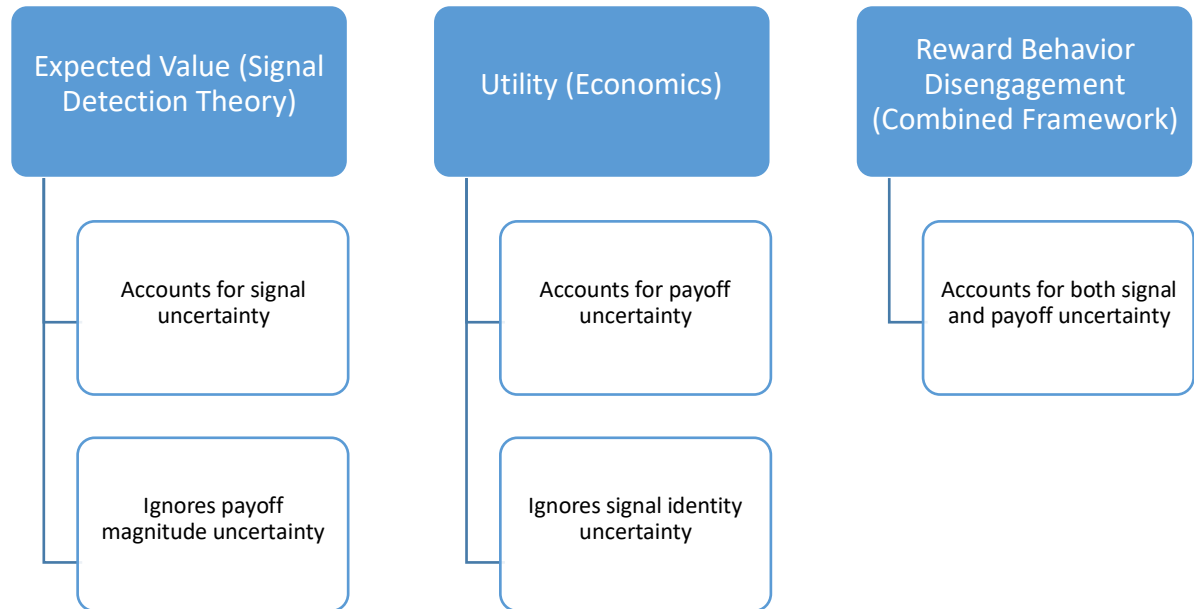 Expected Value (Signal
Detection Theory)
Accounts for signal
uncertainty
Ignores payoff
magnitude uncertainty
Utility (Economics)
Accounts for payoff
uncertainty
Ignores signal identity
uncertainty
Reward Behavior
Disengagement
(Combined Framework)
Accounts for both signal
and payoff uncertainty